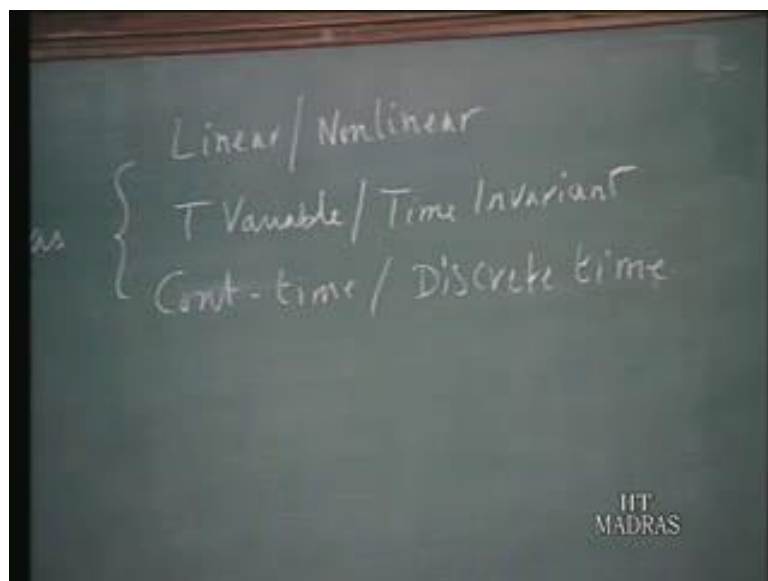 Linear / Nonlinear
as { T Variable / Time Invariant
Cont-time / Discrete time
IIT
MADRAS